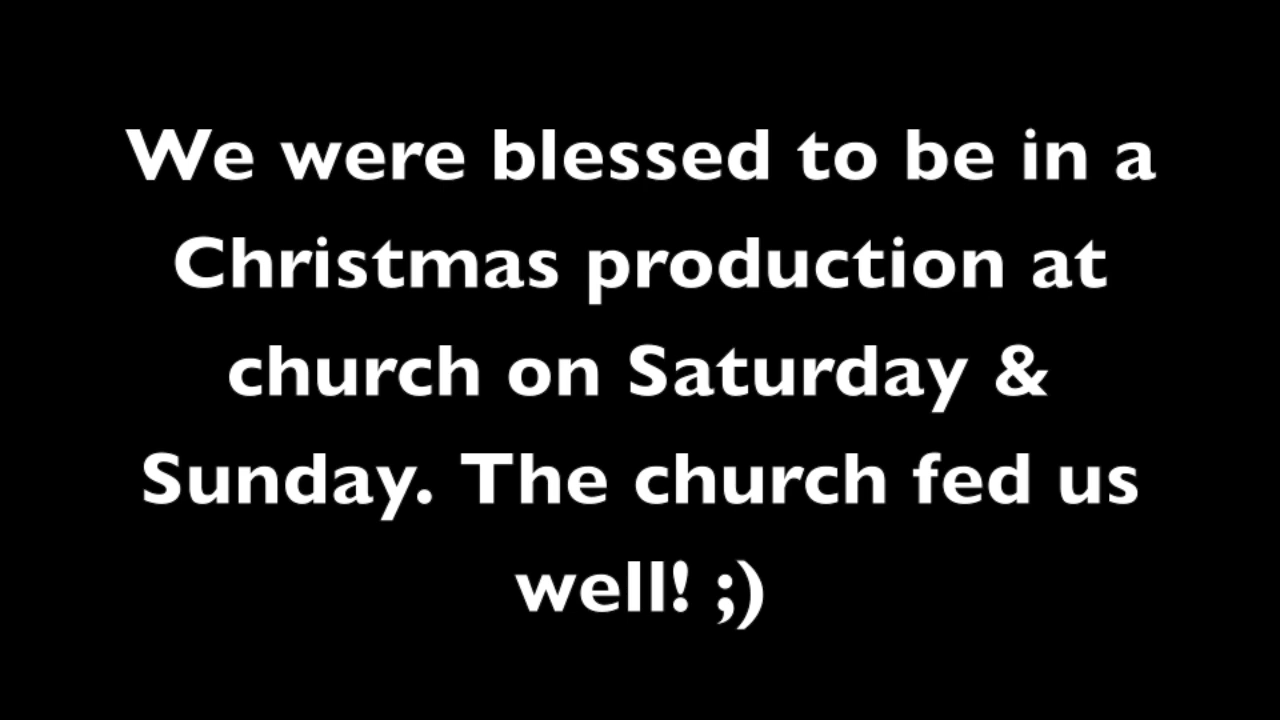 We were blessed to be in a
Christmas production at
church on Saturday &
Sunday. The church fed us
well! ;)